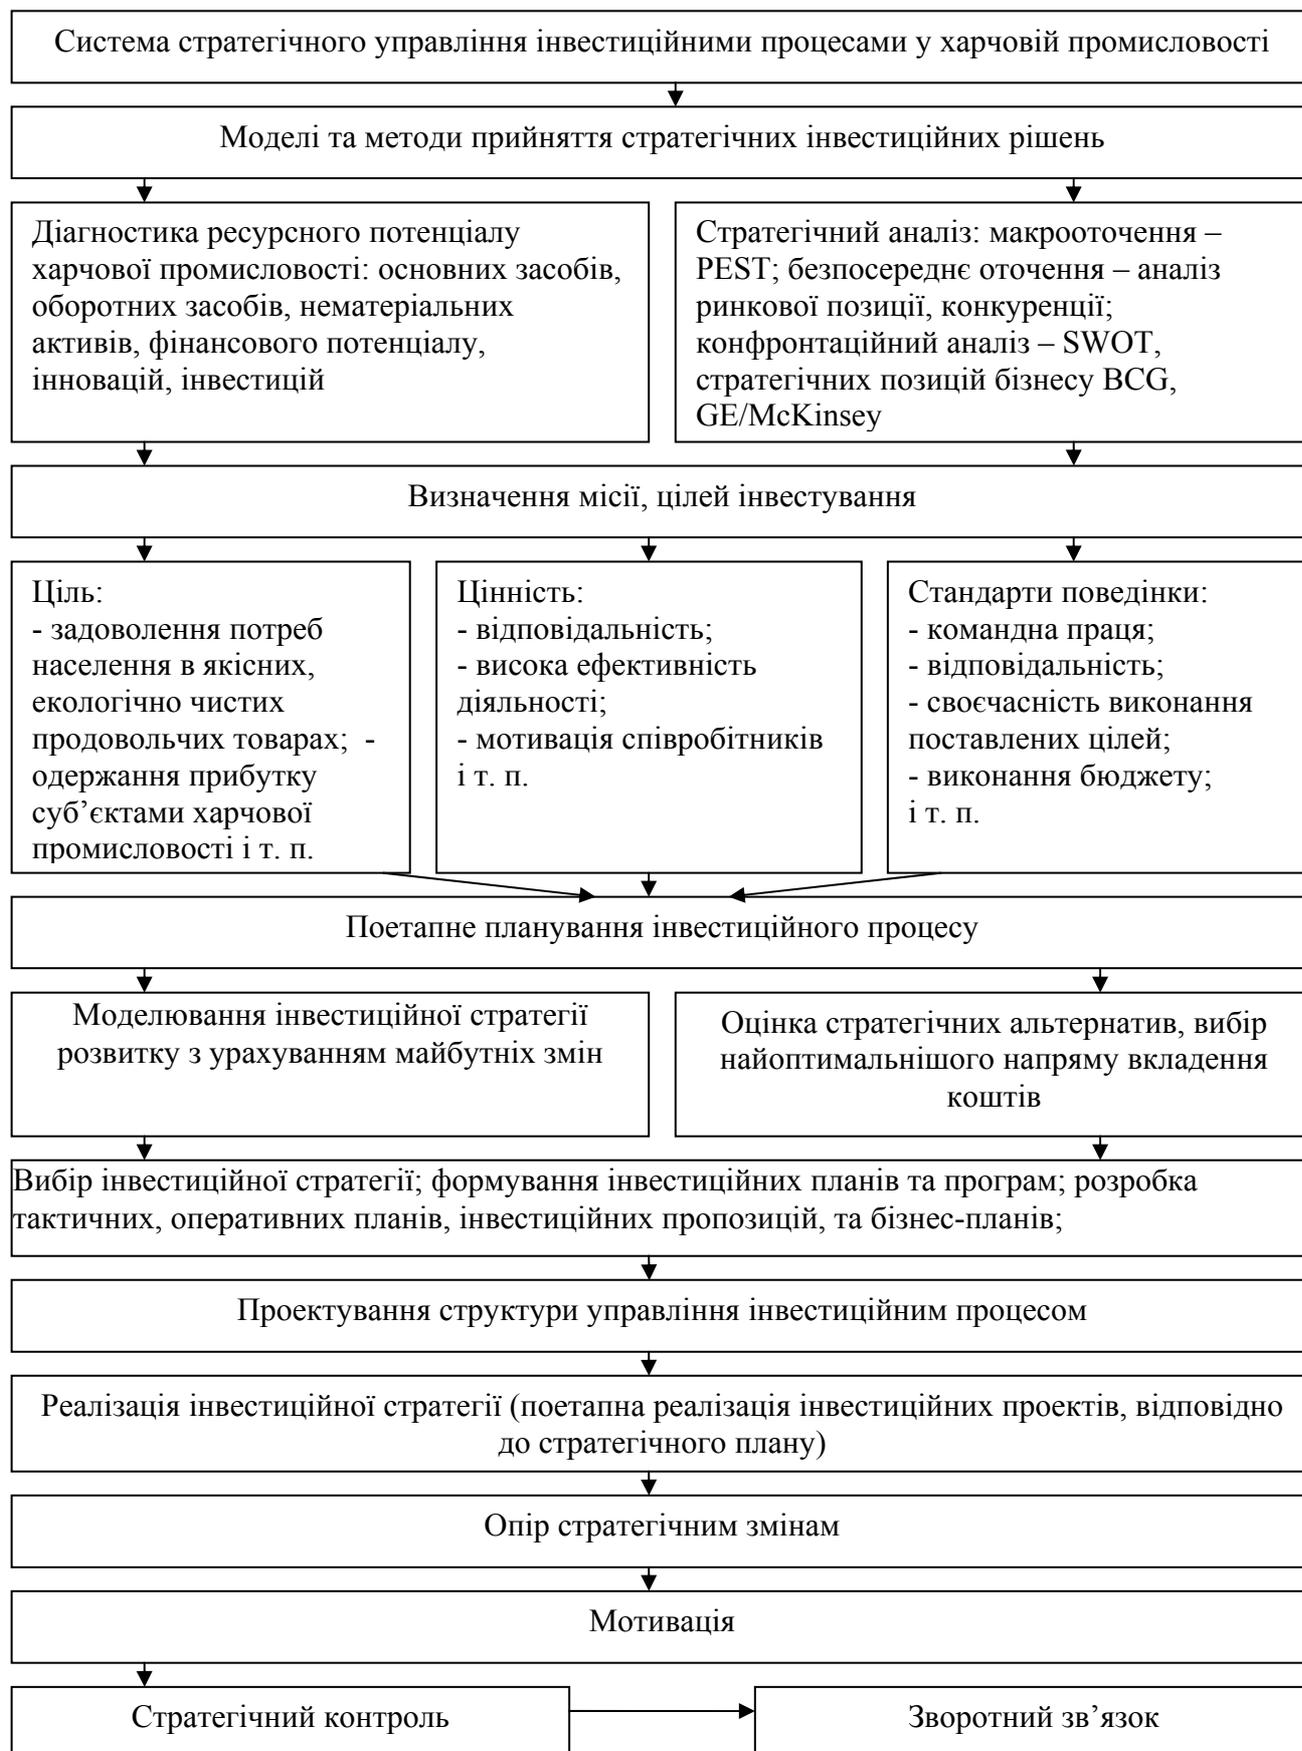 Система стратегічного управління інвестиційними процесами у харчовій промисловості
Моделі та методи прийняття стратегічних інвестиційних рішень
Діагностика ресурсного потенціалу
харчової промисловості: основних засобів,
оборотних засобів, нематеріальних
активів, фінансового потенціалу,
інновацій, інвестицій
Стратегічний аналіз: макрооточення –
PEST; безпосереднє оточення – аналіз
ринкової позиції, конкуренції;
конфронтаційний аналіз – SWOT,
стратегічних позицій бізнесу BCG,
GE/McKinsey
Визначення місії, цілей інвестування
Ціль:
- задоволення потреб
населення в якісних,
екологічно чистих
продовольчих товарах;  -
одержання прибутку
суб’єктами харчової
промисловості і т. п.
Цінність:
- відповідальність;
- висока ефективність
діяльності;
- мотивація співробітників
і т. п.
Стандарти поведінки:
- командна праця;
- відповідальність;
- своєчасність виконання
поставлених цілей;
- виконання бюджету;
і т. п.
Поетапне планування інвестиційного процесу
Моделювання інвестиційної стратегії
розвитку з урахуванням майбутніх змін
Оцінка стратегічних альтернатив, вибір
найоптимальнішого напряму вкладення
коштів
Вибір інвестиційної стратегії; формування інвестиційних планів та програм; розробка
тактичних, оперативних планів, інвестиційних пропозицій, та бізнес-планів;
Проектування структури управління інвестиційним процесом
Реалізація інвестиційної стратегії (поетапна реалізація інвестиційних проектів, відповідно
до стратегічного плану)
Опір стратегічним змінам
Мотивація
Стратегічний контроль
Зворотний зв’язок